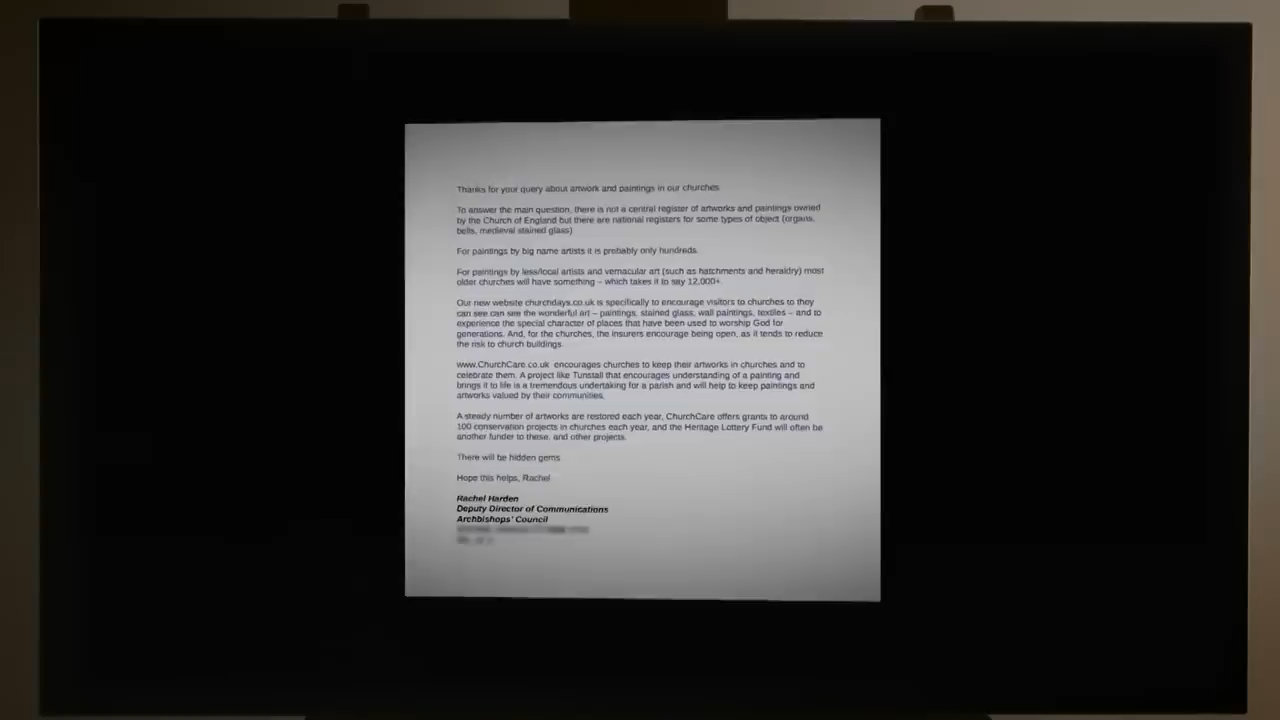 Thanks for your query about artwork and paintings in our churches.
To answer the main question, there is not a central register of artworks and paintings owned
by the Church of England but there are national registers for some types of object (organs,
bells, medieval stained glass)
For paintings by big name artists it is probably only hundreds.
For paintings by less/local artists and vernacular art (such as hatchments and heraldry) most
older churches will have something – which takes it to say 12,000+.
Our new website churchdays.co.uk is specifically to encourage visitors to churches to they
can see can see the wonderful art – paintings, stained glass, wall paintings, textiles – and to
experience the special character of places that have been used to worship God for
generations. And, for the churches, the insurers encourage being open, as it tends to reduce
the risk to church buildings.
www.ChurchCare.co.uk encourages churches to keep their artworks in churches and to
celebrate them. A project like Tunstall that encourages understanding of a painting and
brings it to life is a tremendous undertaking for a parish and will help to keep paintings and
artworks valued by their communities.
A steady number of artworks are restored each year, ChurchCare offers grants to around
100 conservation projects in churches each year, and the Heritage Lottery Fund will often be
another funder to these, and other projects.
There will be hidden gems.
Hope this helps, Rachel
Rachel Harden
Deputy Director of Communications
Archbishops' Council